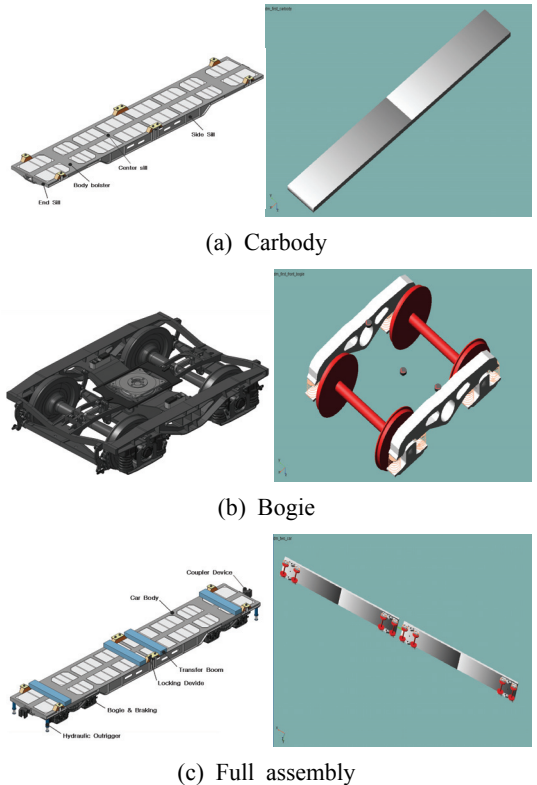 Side Sill
Center sill
Body bolster
End Sill
(a) Carbody
(b) Bogie
Coupler Device
Car Body
Transfer Boom
Locking Devide
Bogie & Braking
Hydraulic Outrigger
(c) Full assembly